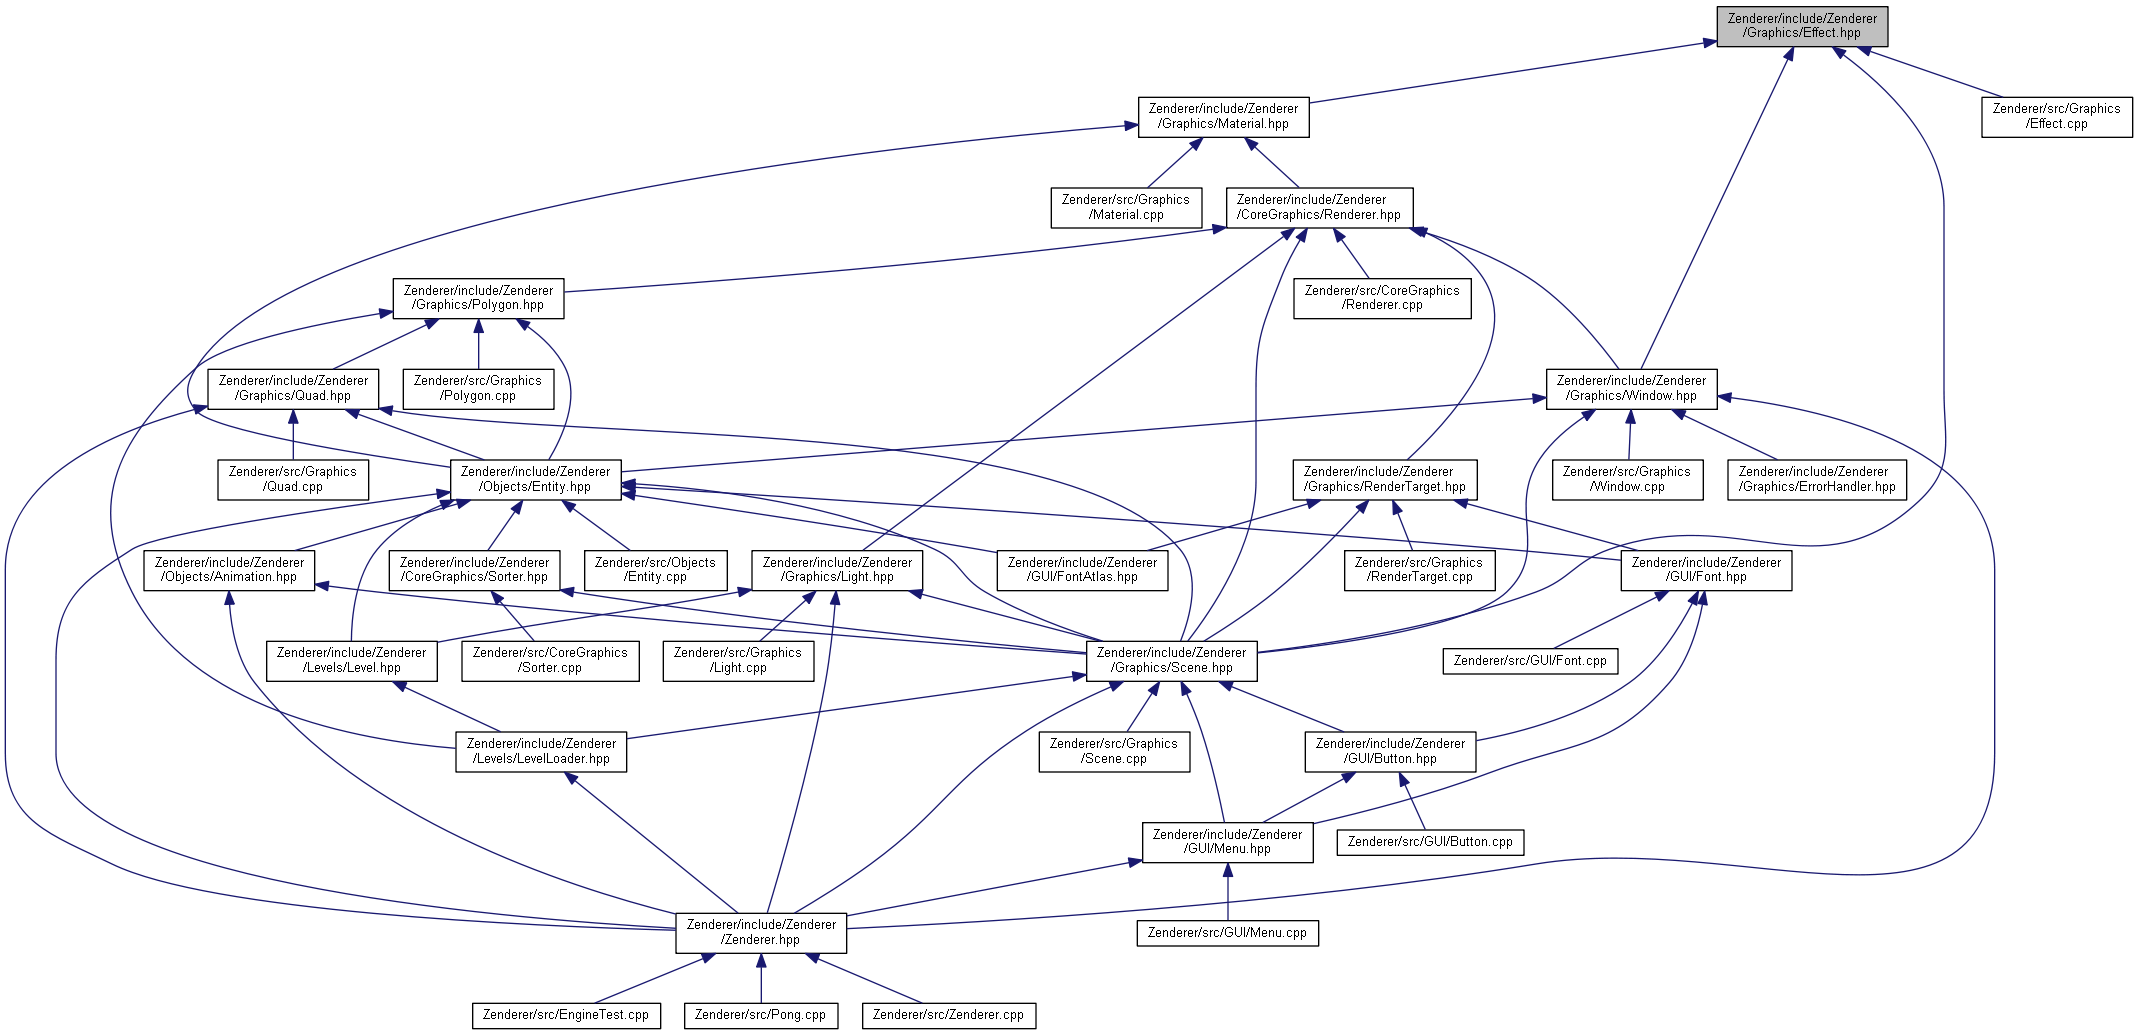 Zenderer/include/Zenderer
/Graphics/Effect.hpp
Zenderer/include/Zenderer
/Graphics/Material.hpp
Zenderer/src/Graphics
/Effect.cpp
Zenderer/src/Graphics
/Material.cpp
Zenderer/include/Zenderer
/CoreGraphics/Renderer.hpp
Zenderer/include/Zenderer
/Graphics/Polygon.hpp
Zenderer/src/CoreGraphics
/Renderer.cpp
Zenderer/include/Zenderer
/Graphics/Quad.hpp
Zenderer/src/Graphics
/Polygon.cpp
Zenderer/include/Zenderer
/Graphics/Window.hpp
Zenderer/src/Graphics
/Quad.cpp
Zenderer/include/Zenderer
/Objects/Entity.hpp
Zenderer/include/Zenderer
/Graphics/RenderTarget.hpp
Zenderer/src/Graphics
/Window.cpp
Zenderer/include/Zenderer
/Graphics/ErrorHandler.hpp
Zenderer/include/Zenderer
/Objects/Animation.hpp
Zenderer/include/Zenderer
/CoreGraphics/Sorter.hpp
Zenderer/src/Objects
/Entity.cpp
Zenderer/include/Zenderer
/Graphics/Light.hpp
Zenderer/include/Zenderer
/GUI/FontAtlas.hpp
Zenderer/src/Graphics
/RenderTarget.cpp
Zenderer/include/Zenderer
/GUI/Font.hpp
Zenderer/include/Zenderer
/Levels/Level.hpp
Zenderer/src/CoreGraphics
/Sorter.cpp
Zenderer/src/Graphics
/Light.cpp
Zenderer/include/Zenderer
/Graphics/Scene.hpp
Zenderer/src/GUI/Font.cpp
Zenderer/include/Zenderer
/Levels/LevelLoader.hpp
Zenderer/src/Graphics
/Scene.cpp
Zenderer/include/Zenderer
/GUI/Button.hpp
Zenderer/include/Zenderer
/GUI/Menu.hpp
Zenderer/src/GUI/Button.cpp
Zenderer/include/Zenderer
/Zenderer.hpp
Zenderer/src/GUI/Menu.cpp
Zenderer/src/EngineTest.cpp
Zenderer/src/Pong.cpp
Zenderer/src/Zenderer.cpp